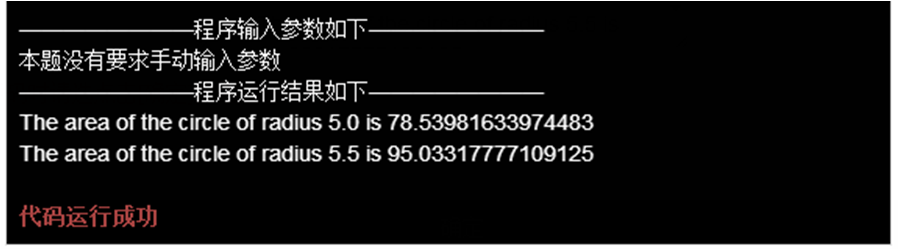 ————————程序输入参数如下————————
本题没有要求手动输入参数
————————程序运行结果如下————————
The area of the circle of radius 5.0 is 78.53981633974483
The area of the circle of radius 5.5 is 95.03317777109125
代码运行成功